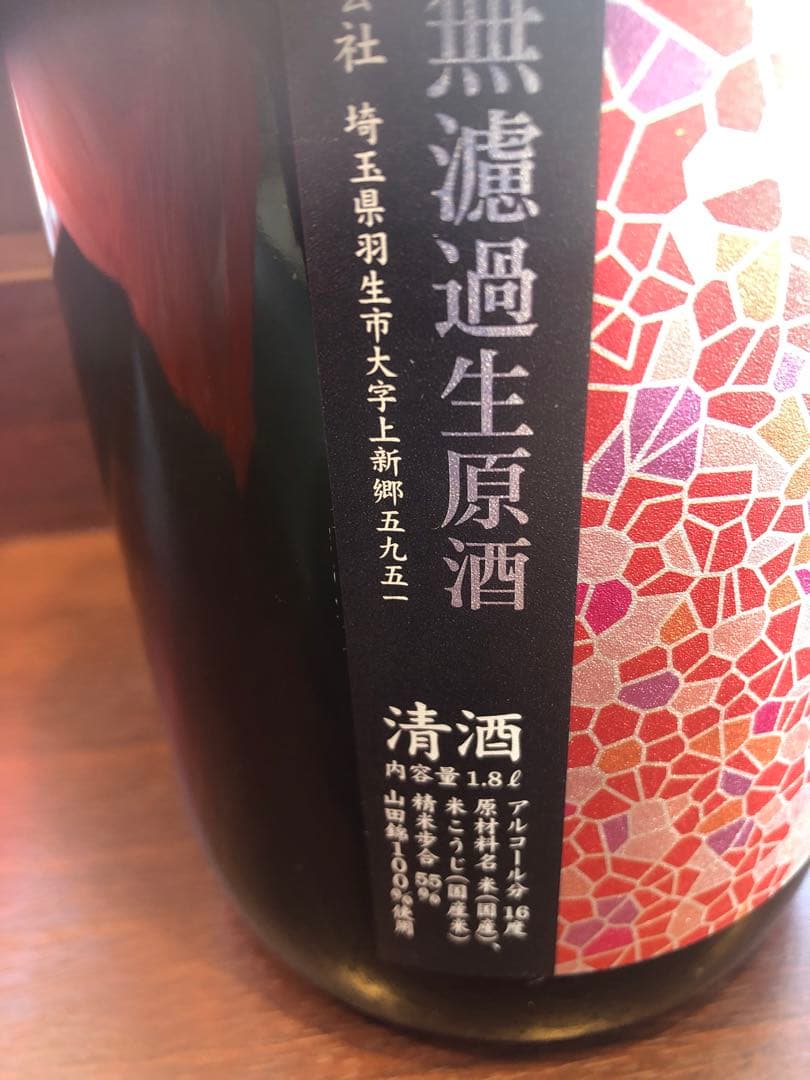 無濾過生原酒
会社 埼玉県羽生市大字上新郷五九五一
清酒
内容量 1.8ℓ
アルコール分 16度
原材料名 米(国産)、
米こうじ(国産米)
精米歩合 55%
山田錦100%使用